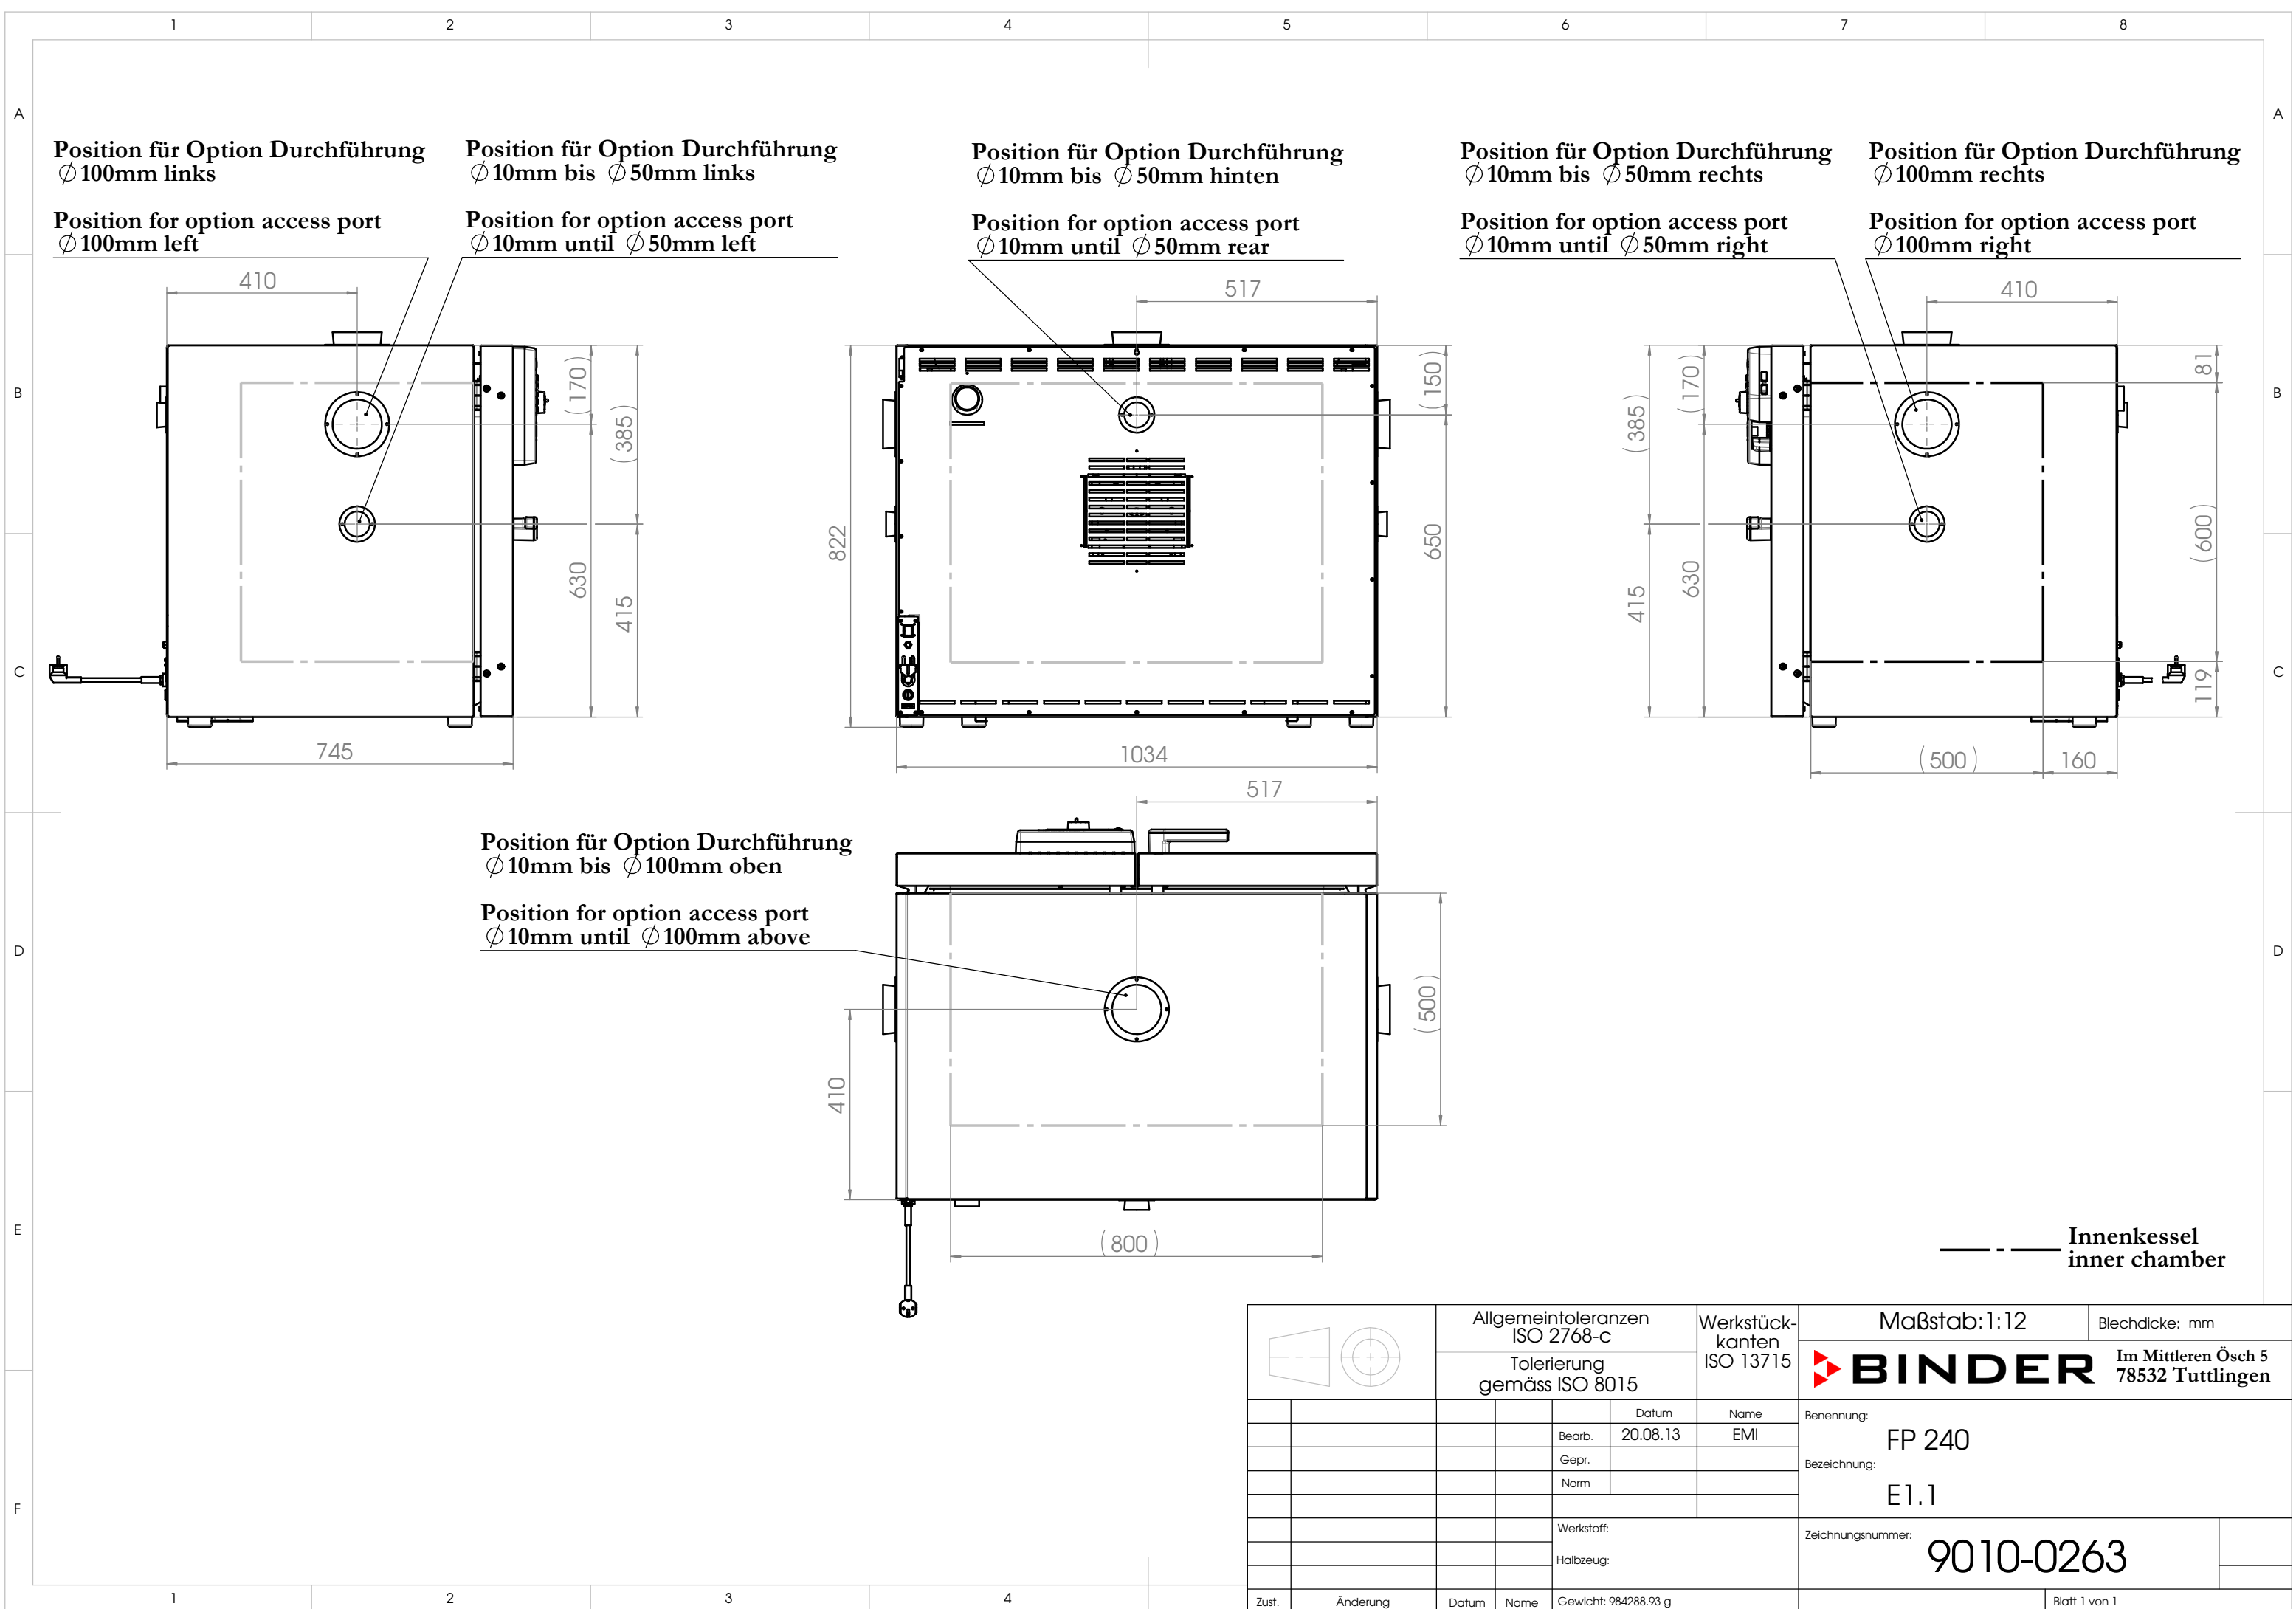 1 2 3 4 5 6 7 8
A A
Position für Option Durchführung
∅100mm links
Position for option access port
∅100mm left
Position für Option Durchführung
∅10mm bis ∅50mm links
Position for option access port
∅10mm until ∅50mm left
Position für Option Durchführung
∅10mm bis ∅50mm hinten
Position for option access port
∅10mm until ∅50mm rear
Position für Option Durchführung
∅10mm bis ∅50mm rechts
Position for option access port
∅10mm until ∅50mm right
Position für Option Durchführung
∅100mm rechts
Position for option access port
∅100mm right
410
(170)
(385)
630
415
745
517
(150)
822
650
1034
410
(385)
(170)
81
415
630
(600)
119
(500)
160
B B
C C
517
Position für Option Durchführung
∅10mm bis ∅100mm oben
Position for option access port
∅10mm until ∅100mm above
(500)
410
(800)
D D
E
Innenkessel
inner chamber
F
Allgemeintoleranzen
ISO 2768-c
Tolerierung
gemäss ISO 8015
Werkstück-
kanten
ISO 13715
Maßstab:1:12
Blechdicke: mm
BINDER
Im Mittleren Ösch 5
78532 Tuttlingen
Datum Name
Bearb. 20.08.13 EMI
Gepr.
Norm
Benennung:
FP 240
Bezeichnung:
E1.1
Werkstoff:
Halbzeug:
Zeichnungsnummer:
9010-0263
Zust. Änderung Datum Name Gewicht: 984288.93 g
Blatt 1 von 1
1 2 3 4